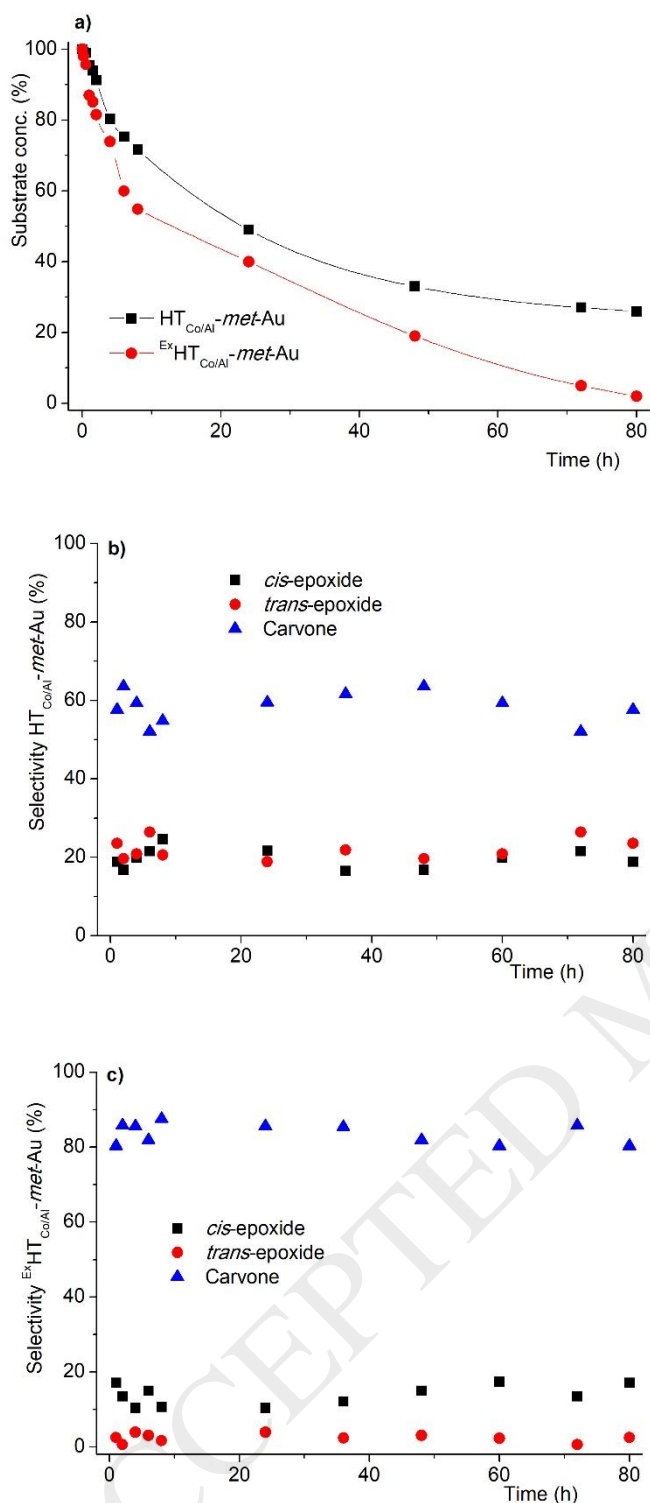 a)
100
80
60
40
20
0
Substrate conc. (%)
HTCo/Al-met-Au
ExHTCo/Al-met-Au
0 20 40 60 80
Time (h)
b)
100
80
60
40
20
0
Selectivity HTCo/Al-met-Au (%)
cis-epoxide
trans-epoxide
Carvone
0 20 40 60 80
Time (h)
c)
100
80
60
40
20
0
Selectivity ExHTCo/Al-met-Au (%)
cis-epoxide
trans-epoxide
Carvone
0 20 40 60 80
Time (h)
CCEPTED M